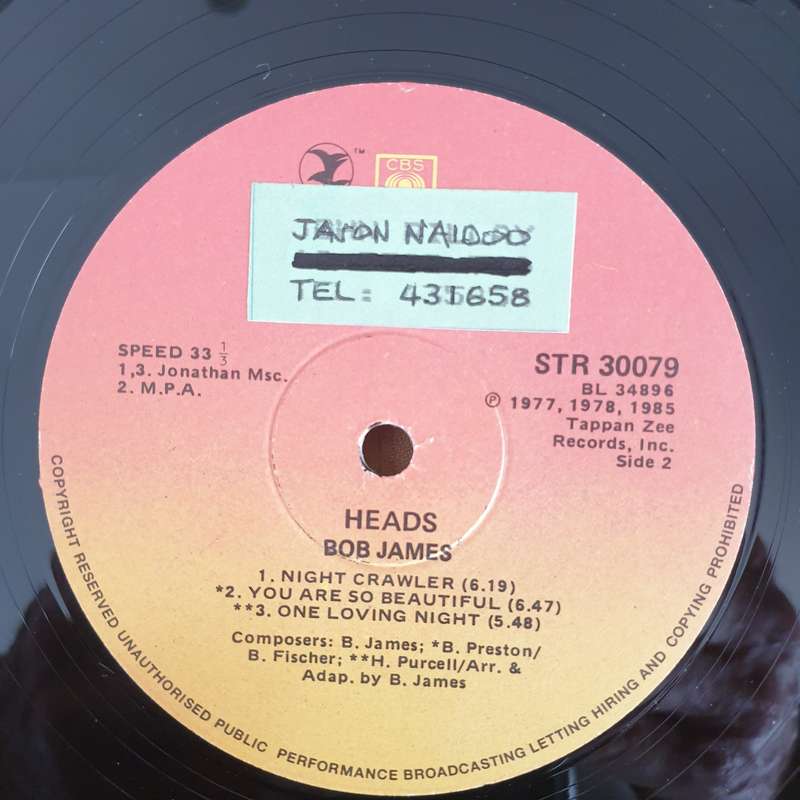 ™
CBS
NAIDOO
TEL: 431658
SPEED 33 1/3
1,3. Jonathan Msc.
2. M.P.A.
STR 30079
BL 34896
℗ 1977, 1978, 1985
Tappan Zee
Records, Inc.
Side 2
HEADS
BOB JAMES
1. NIGHT CRAWLER (6.19)
*2. YOU ARE SO BEAUTIFUL (6.47)
**3. ONE LOVING NIGHT (5.48)
Composers: B. James; *B. Preston/
B. Fischer; **H. Purcell/Arr. &
Adap. by B. James
COPYRIGHT RESERVED UNAUTHORISED PUBLIC PERFORMANCE BROADCASTING LETTING HIRING AND COPYING PROHIBITED